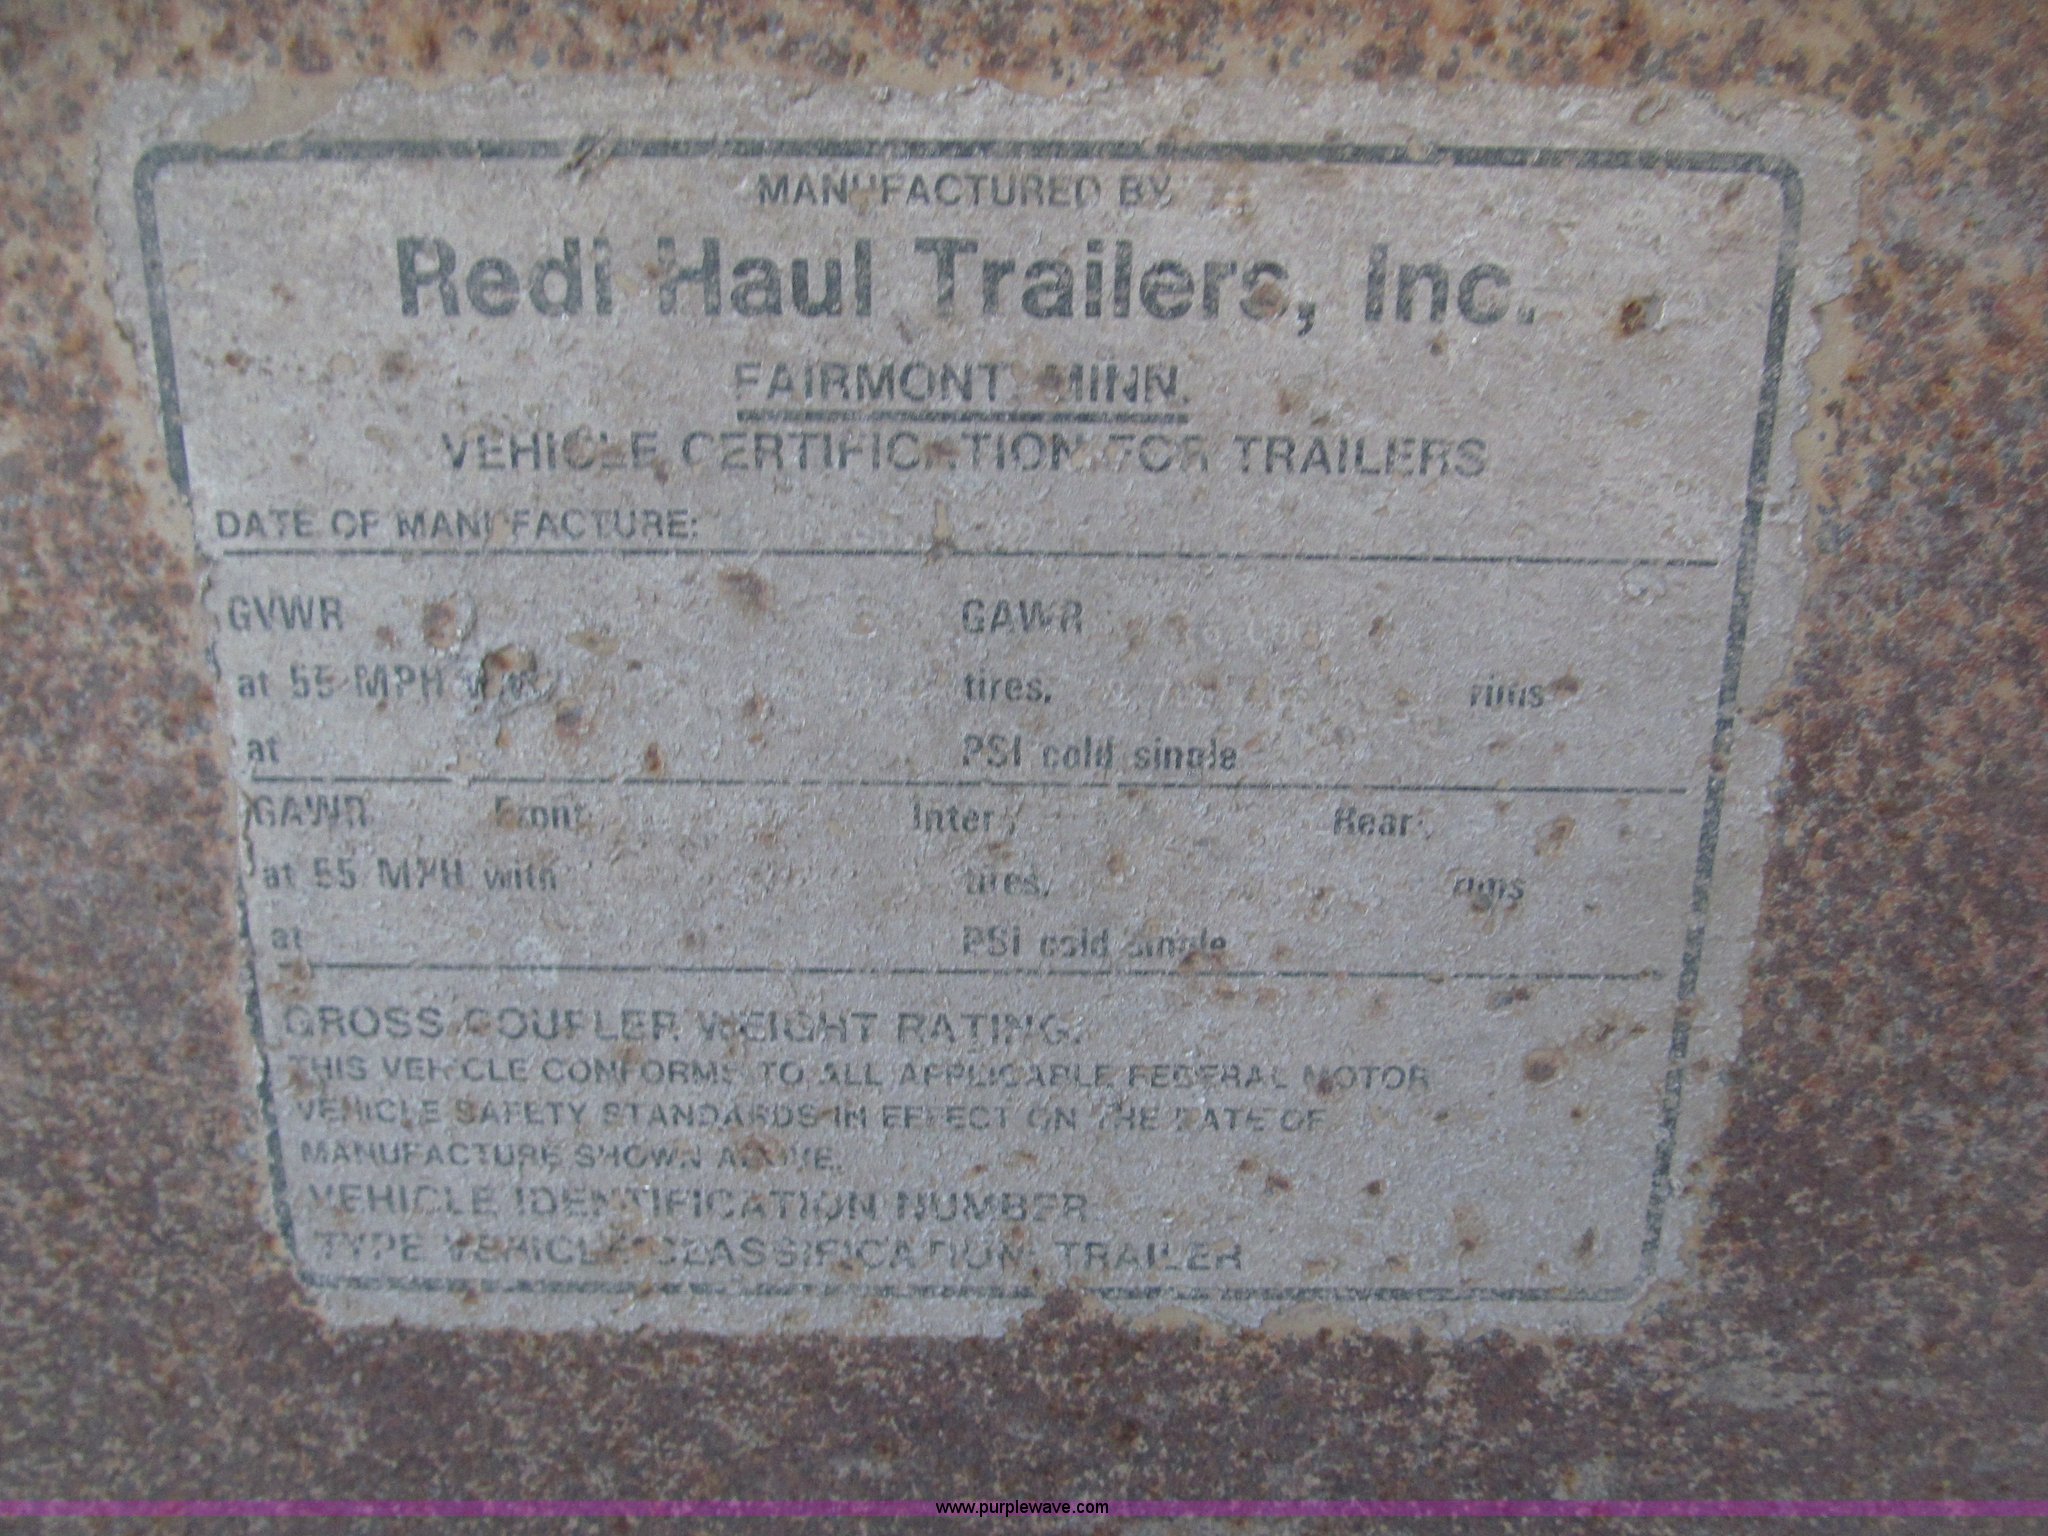 MANUFACTURED BY
Redi Haul Trailers, Inc.
FAIRMONT, MINN.
VEHICLE CERTIFICATION FOR TRAILERS
DATE OF MANUFACTURE:
GVWR GAWR
at 55 MPH with tires, rims
at PSI cold single
GAWR Front Inter. Rear
at 55 MPH with tires, rims
at PSI cold single
GROSS COUPLER WEIGHT RATING
THIS VEHICLE CONFORMS TO ALL APPLICABLE FEDERAL MOTOR
VEHICLE SAFETY STANDARDS IN EFFECT ON THE DATE OF
MANUFACTURE SHOWN ABOVE.
VEHICLE IDENTIFICATION NUMBER
TYPE VEHICLE CLASSIFICATION: TRAILER
www.purplewave.com